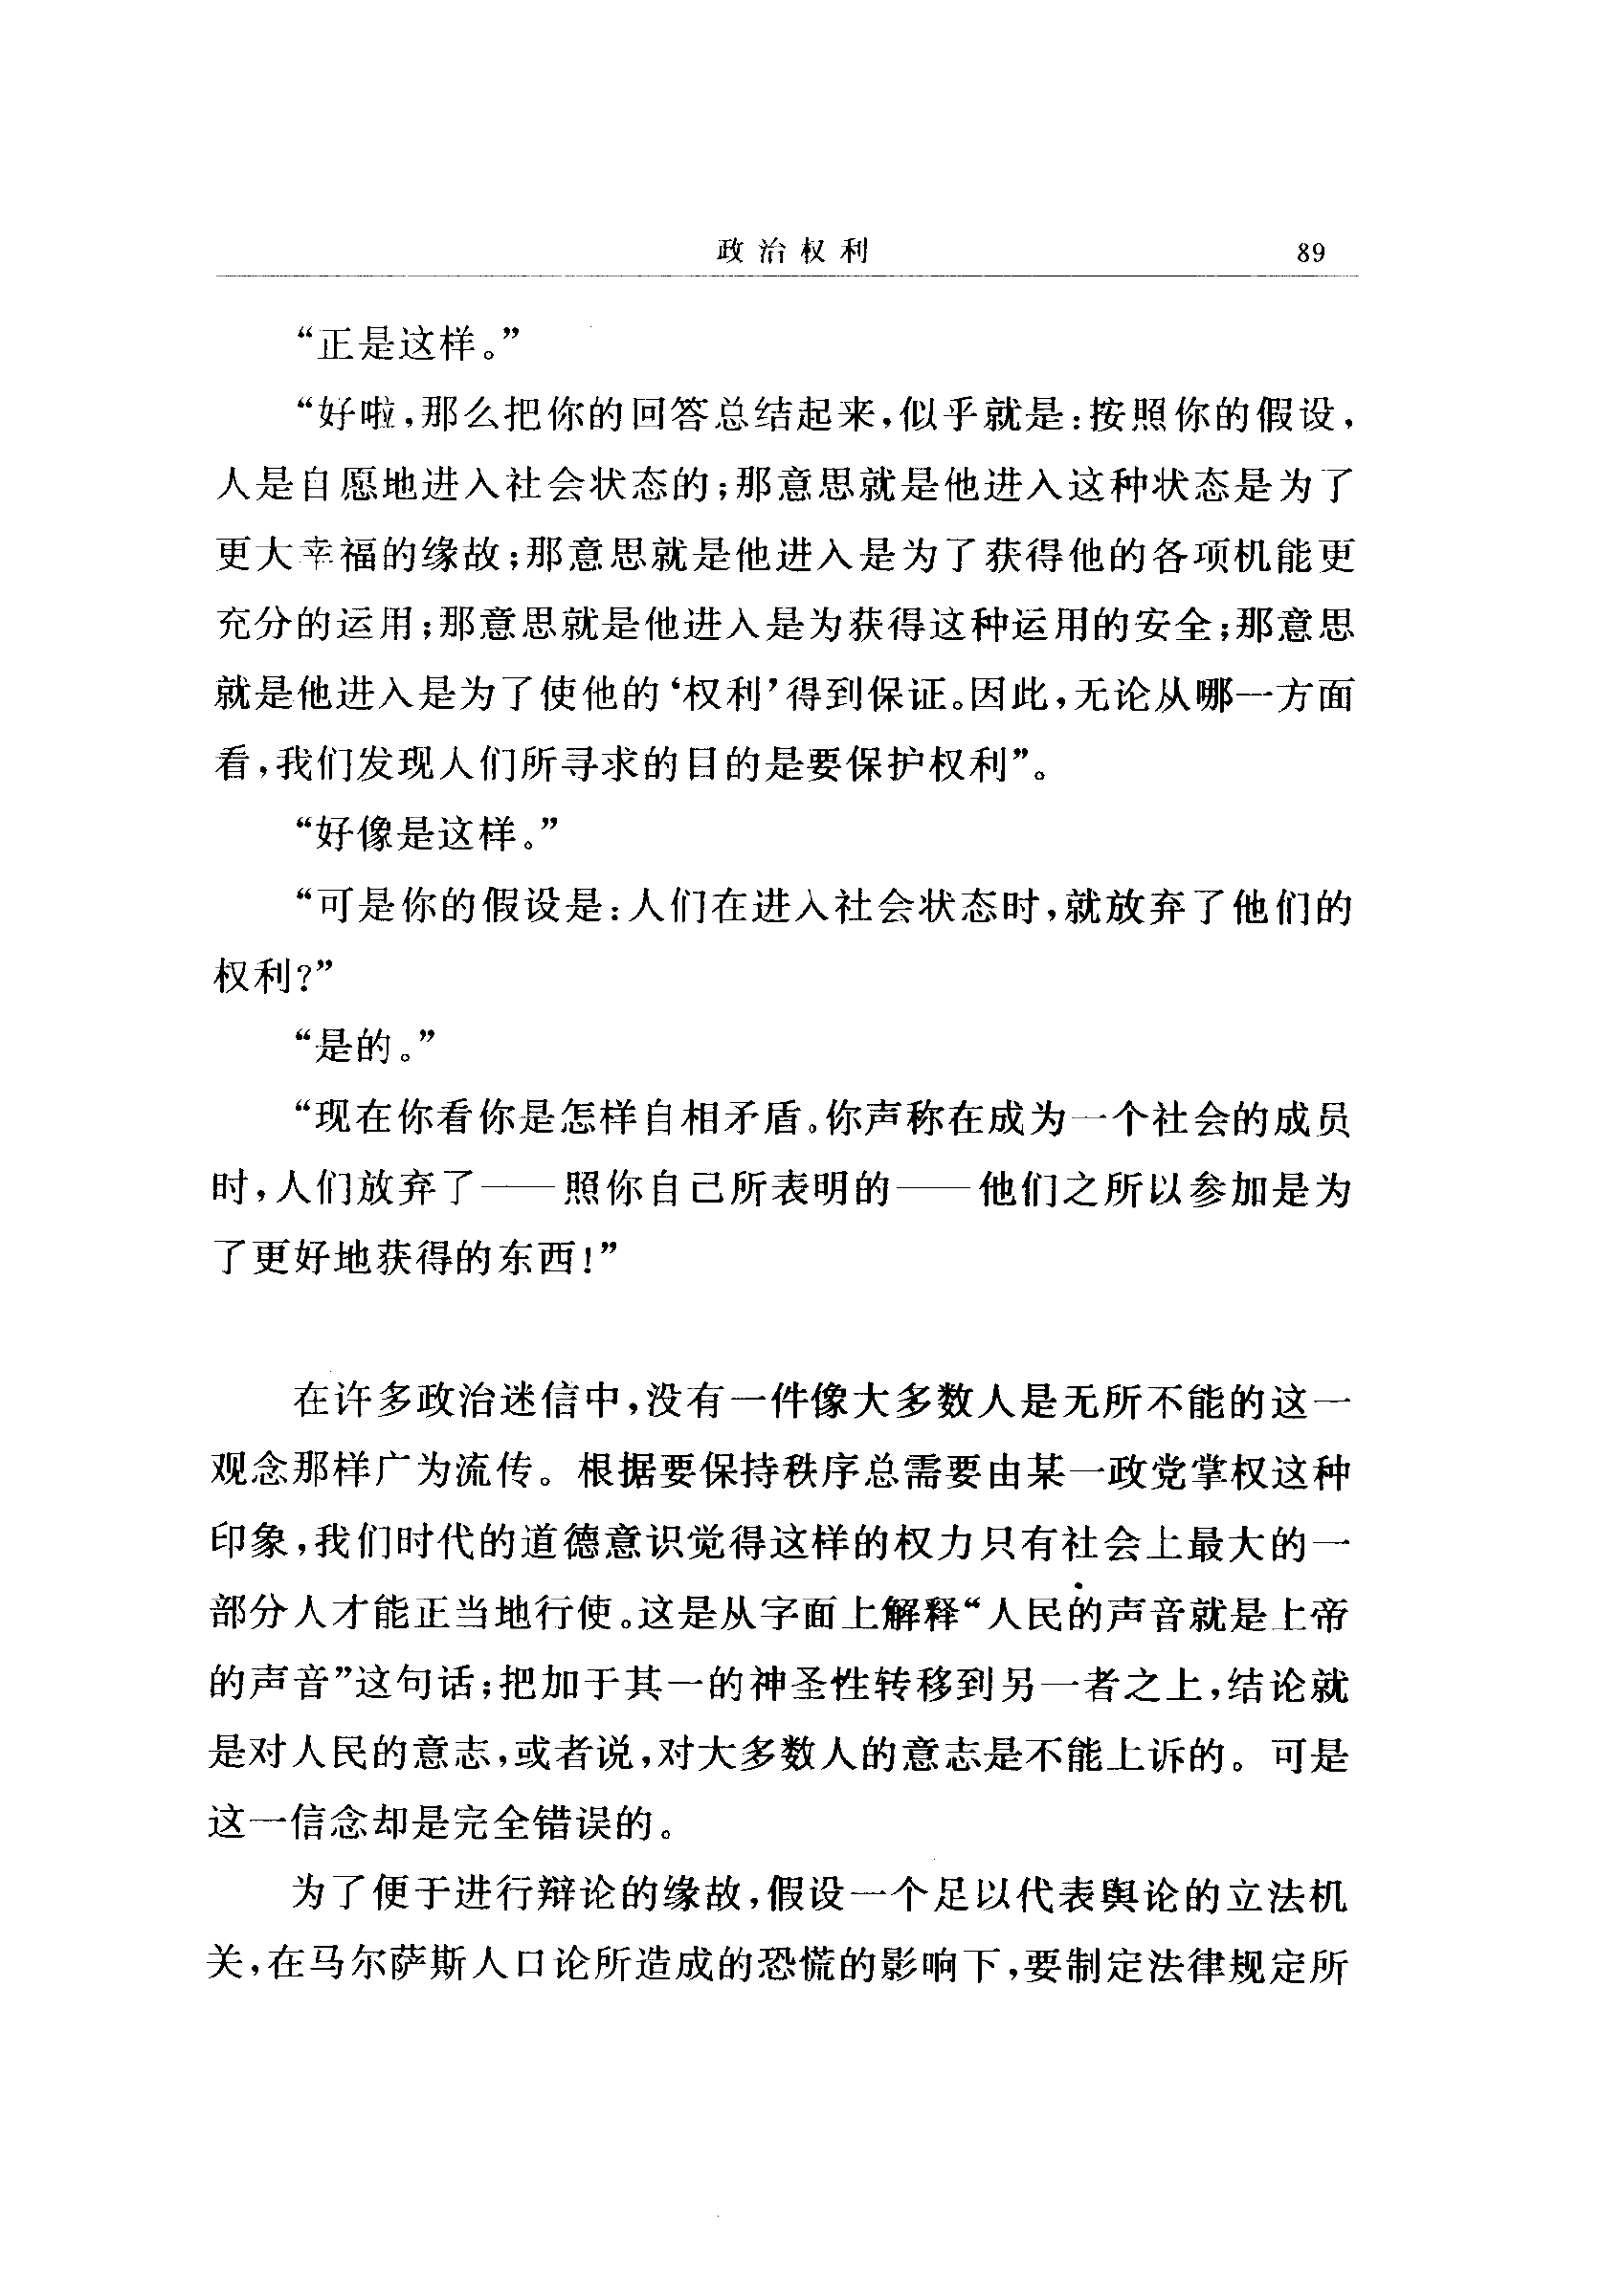 政治权利 89
“正是这样。”
“好啦,那么把你的回答总结起来,似乎就是:按照你的假设,
人是自愿地进入社会状态的;那意思就是他进入这种状态是为了
更大幸福的缘故;那意思就是他进入是为了获得他的各项机能更
充分的运用;那意思就是他进入是为获得这种运用的安全;那意思
就是他进入是为了使他的‘权利’得到保证。因此,无论从哪一方面
看,我们发现人们所寻求的目的是要保护权利”。
“好像是这样。”
“可是你的假设是:人们在进入社会状态时,就放弃了他们的
权利?”
“是的。”
“现在你看你是怎样自相矛盾。你声称在成为一个社会的成员
时,人们放弃了——照你自己所表明的——他们之所以参加是为
了更好地获得的东西!”
在许多政治迷信中,没有一件像大多数人是无所不能的这一
观念那样广为流传。根据要保持秩序总需要由某一政党掌权这种
印象,我们时代的道德意识觉得这样的权力只有社会上最大的一
部分人才能正当地行使。这是从字面上解释“人民的声音就是上帝
的声音”这句话;把加于其一的神圣性转移到另一者之上,结论就
是对人民的意志,或者说,对大多数人的意志是不能上诉的。可是
这一信念却是完全错误的。
为了便于进行辩论的缘故,假设一个足以代表舆论的立法机
关,在马尔萨斯人口论所造成的恐慌的影响下,要制定法律规定所